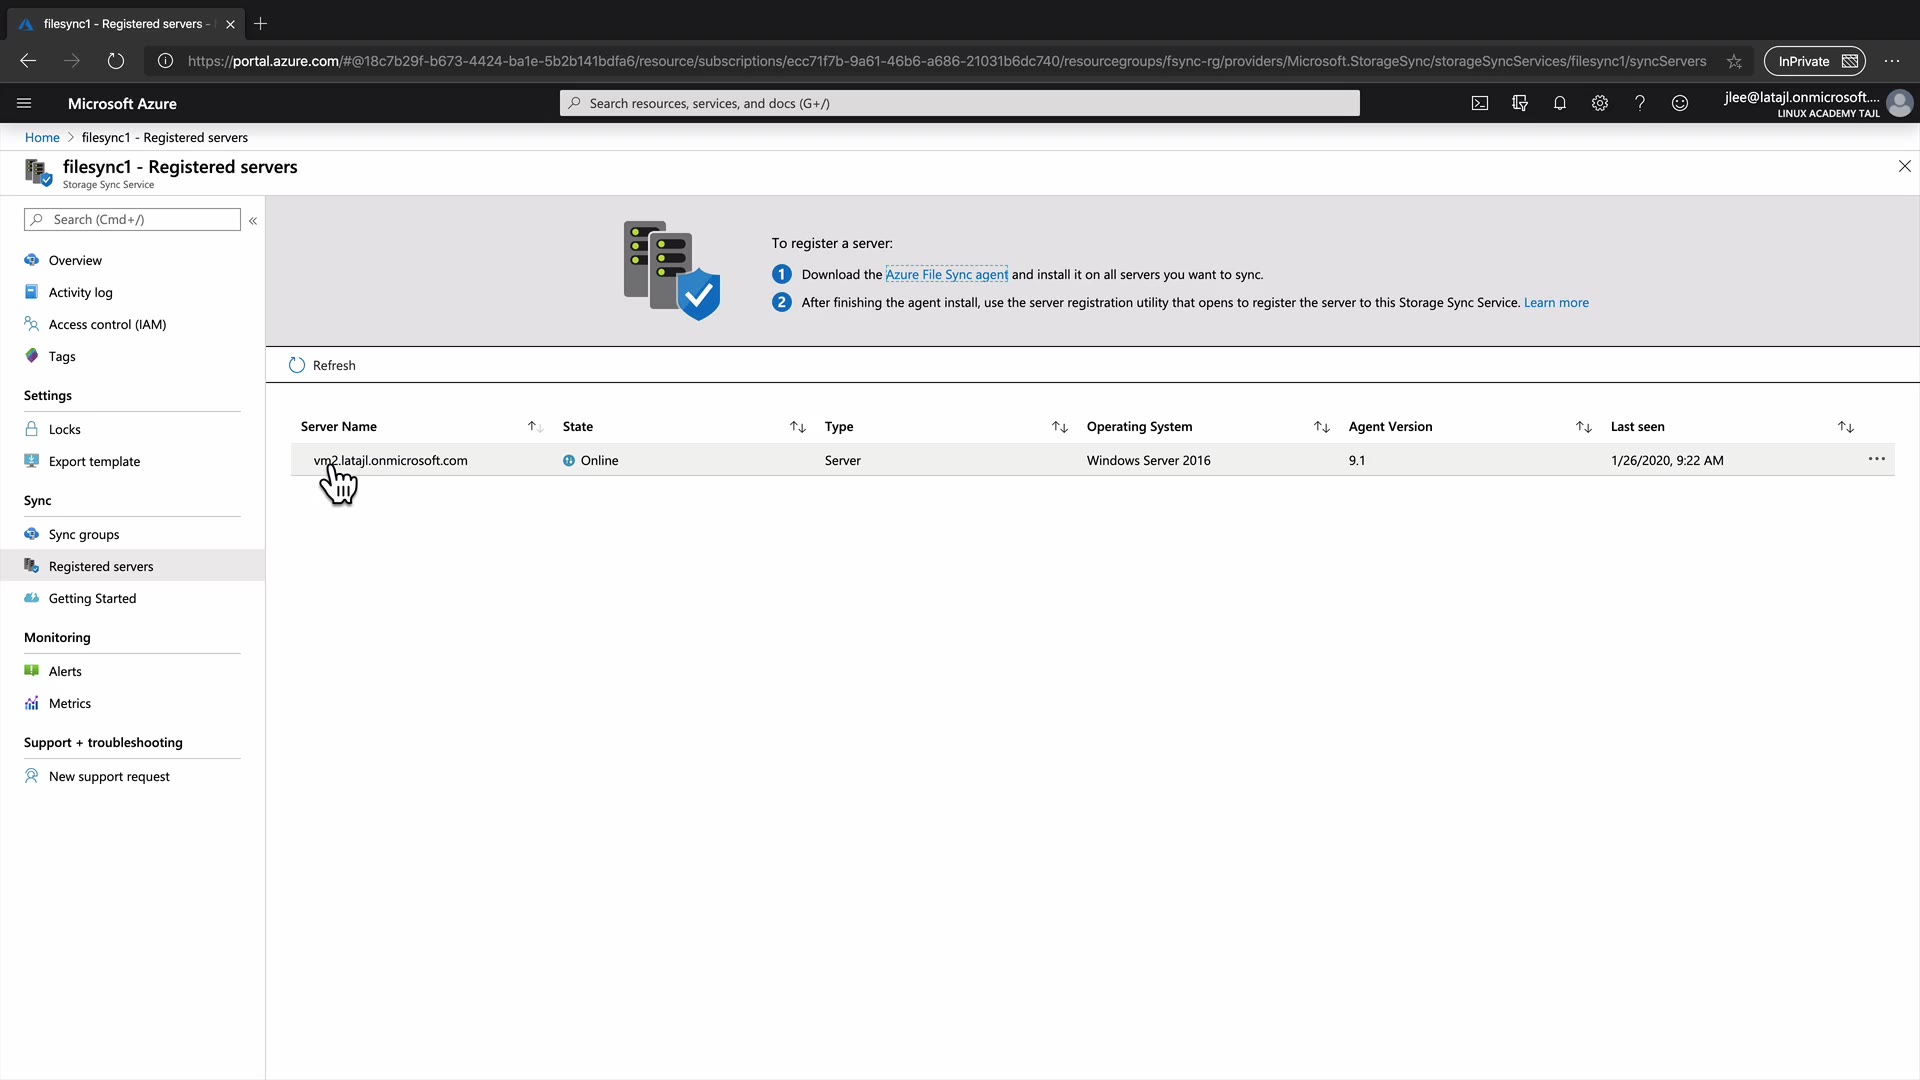 filesync1 - Registered servers -
https://portal.azure.com/#@18c7b29f-b673-4424-ba1e-5b2b141bdfa6/resource/subscriptions/ecc71f7b-9a61-46b6-a686-21031b6dc740/resourcegroups/fsync-rg/providers/Microsoft.StorageSync/storageSyncServices/filesync1/syncServers
InPrivate
Microsoft Azure
Search resources, services, and docs (G+/)
jlee@latajl.onmicrosoft....
LINUX ACADEMY TAJL
Home > filesync1 - Registered servers
filesync1 - Registered servers
Storage Sync Service
Search (Cmd+/)
«
Overview
Activity log
Access control (IAM)
Tags
Settings
Locks
Export template
Sync
Sync groups
Registered servers
Getting Started
Monitoring
Alerts
Metrics
Support + troubleshooting
New support request
To register a server:
1 Download the Azure File Sync agent and install it on all servers you want to sync.
2 After finishing the agent install, use the server registration utility that opens to register the server to this Storage Sync Service. Learn more
Refresh
Server Name State Type Operating System Agent Version Last seen
vm2.latajl.onmicrosoft.com Online Server Windows Server 2016 9.1 1/26/2020, 9:22 AM